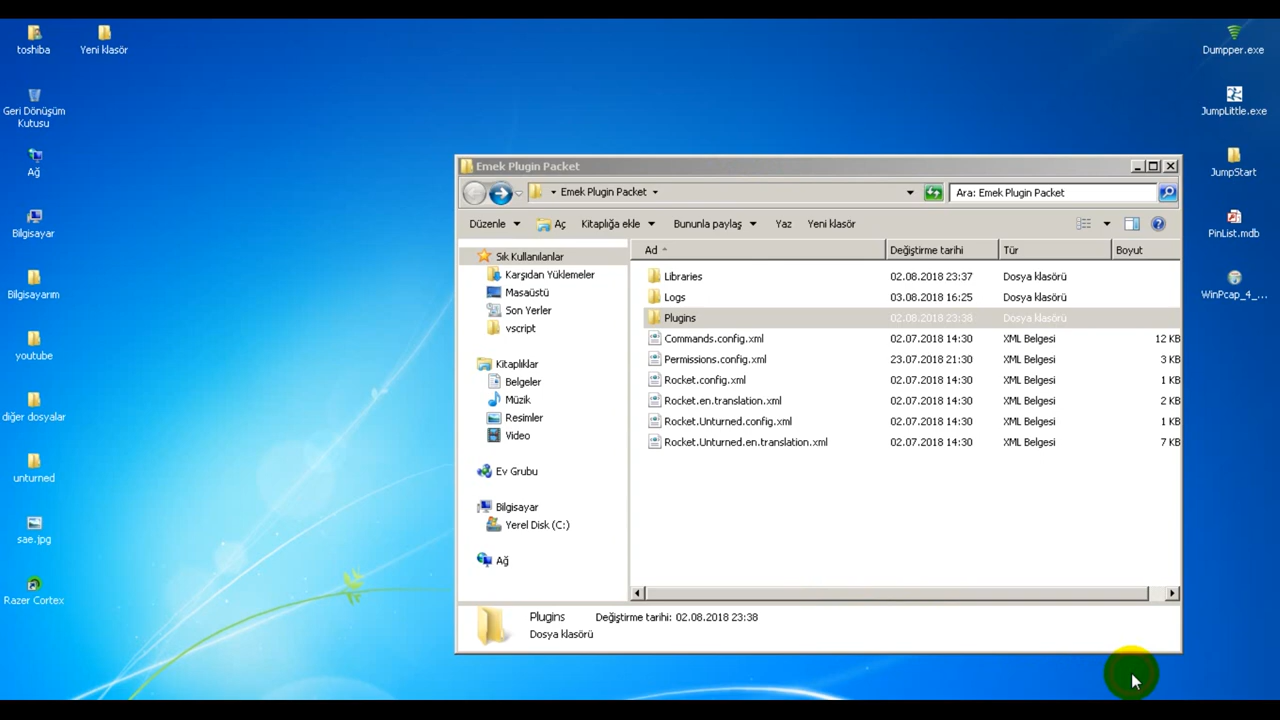 toshiba
Yeni klasör
Geri Dönüşüm
Kutusu
Ağ
Bilgisayar
Bilgisayarım
youtube
diğer dosyalar
unturned
sae.jpg
Razer Cortex
Emek Plugin Packet
Emek Plugin Packet
Ara: Emek Plugin Packet
Düzenle Aç Kitaplığa ekle Bununla paylaş Yaz Yeni klasör
Sık Kullanılanlar
Karşıdan Yüklemeler
Masaüstü
Son Yerler
vscript
Kitaplıklar
Belgeler
Müzik
Resimler
Video
Ev Grubu
Bilgisayar
Yerel Disk (C:)
Ağ
Ad Değiştirme tarihi Tür Boyut
Libraries 02.08.2018 23:37 Dosya klasörü
Logs 03.08.2018 16:25 Dosya klasörü
Plugins 02.08.2018 23:38 Dosya klasörü
Commands.config.xml 02.07.2018 14:30 XML Belgesi 12 KB
Permissions.config.xml 23.07.2018 21:30 XML Belgesi 3 KB
Rocket.config.xml 02.07.2018 14:30 XML Belgesi 1 KB
Rocket.en.translation.xml 02.07.2018 14:30 XML Belgesi 2 KB
Rocket.Unturned.config.xml 02.07.2018 14:30 XML Belgesi 1 KB
Rocket.Unturned.en.translation.xml 02.07.2018 14:30 XML Belgesi 7 KB
Plugins Değiştirme tarihi: 02.08.2018 23:38
Dosya klasörü
Dumpper.exe
JumpLittle.exe
JumpStart
PinList.mdb
WinPcap_4_...